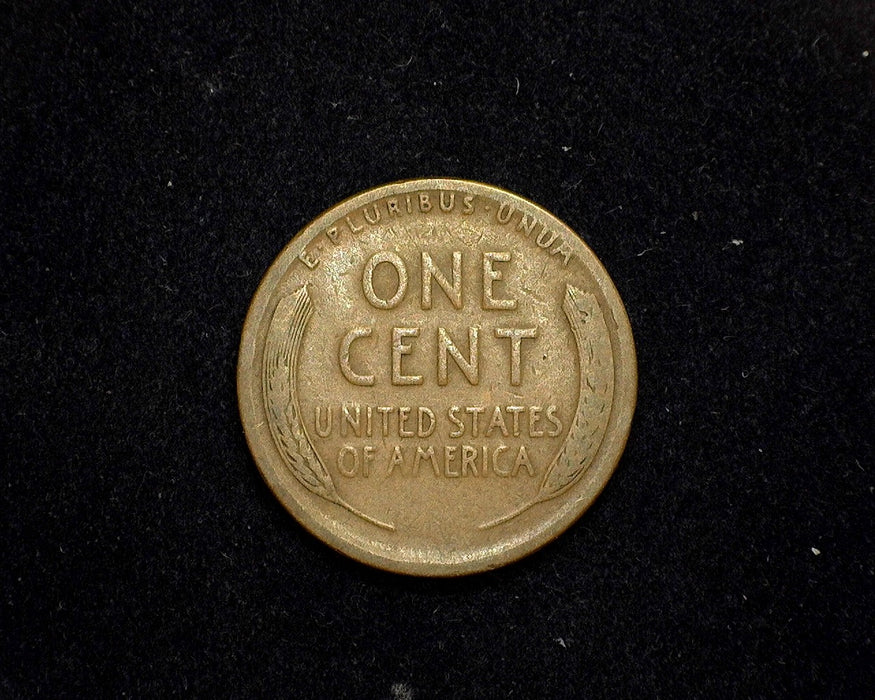 E·PLURIBUS·UNUM
ONE
CENT
UNITED STATES
OF AMERICA